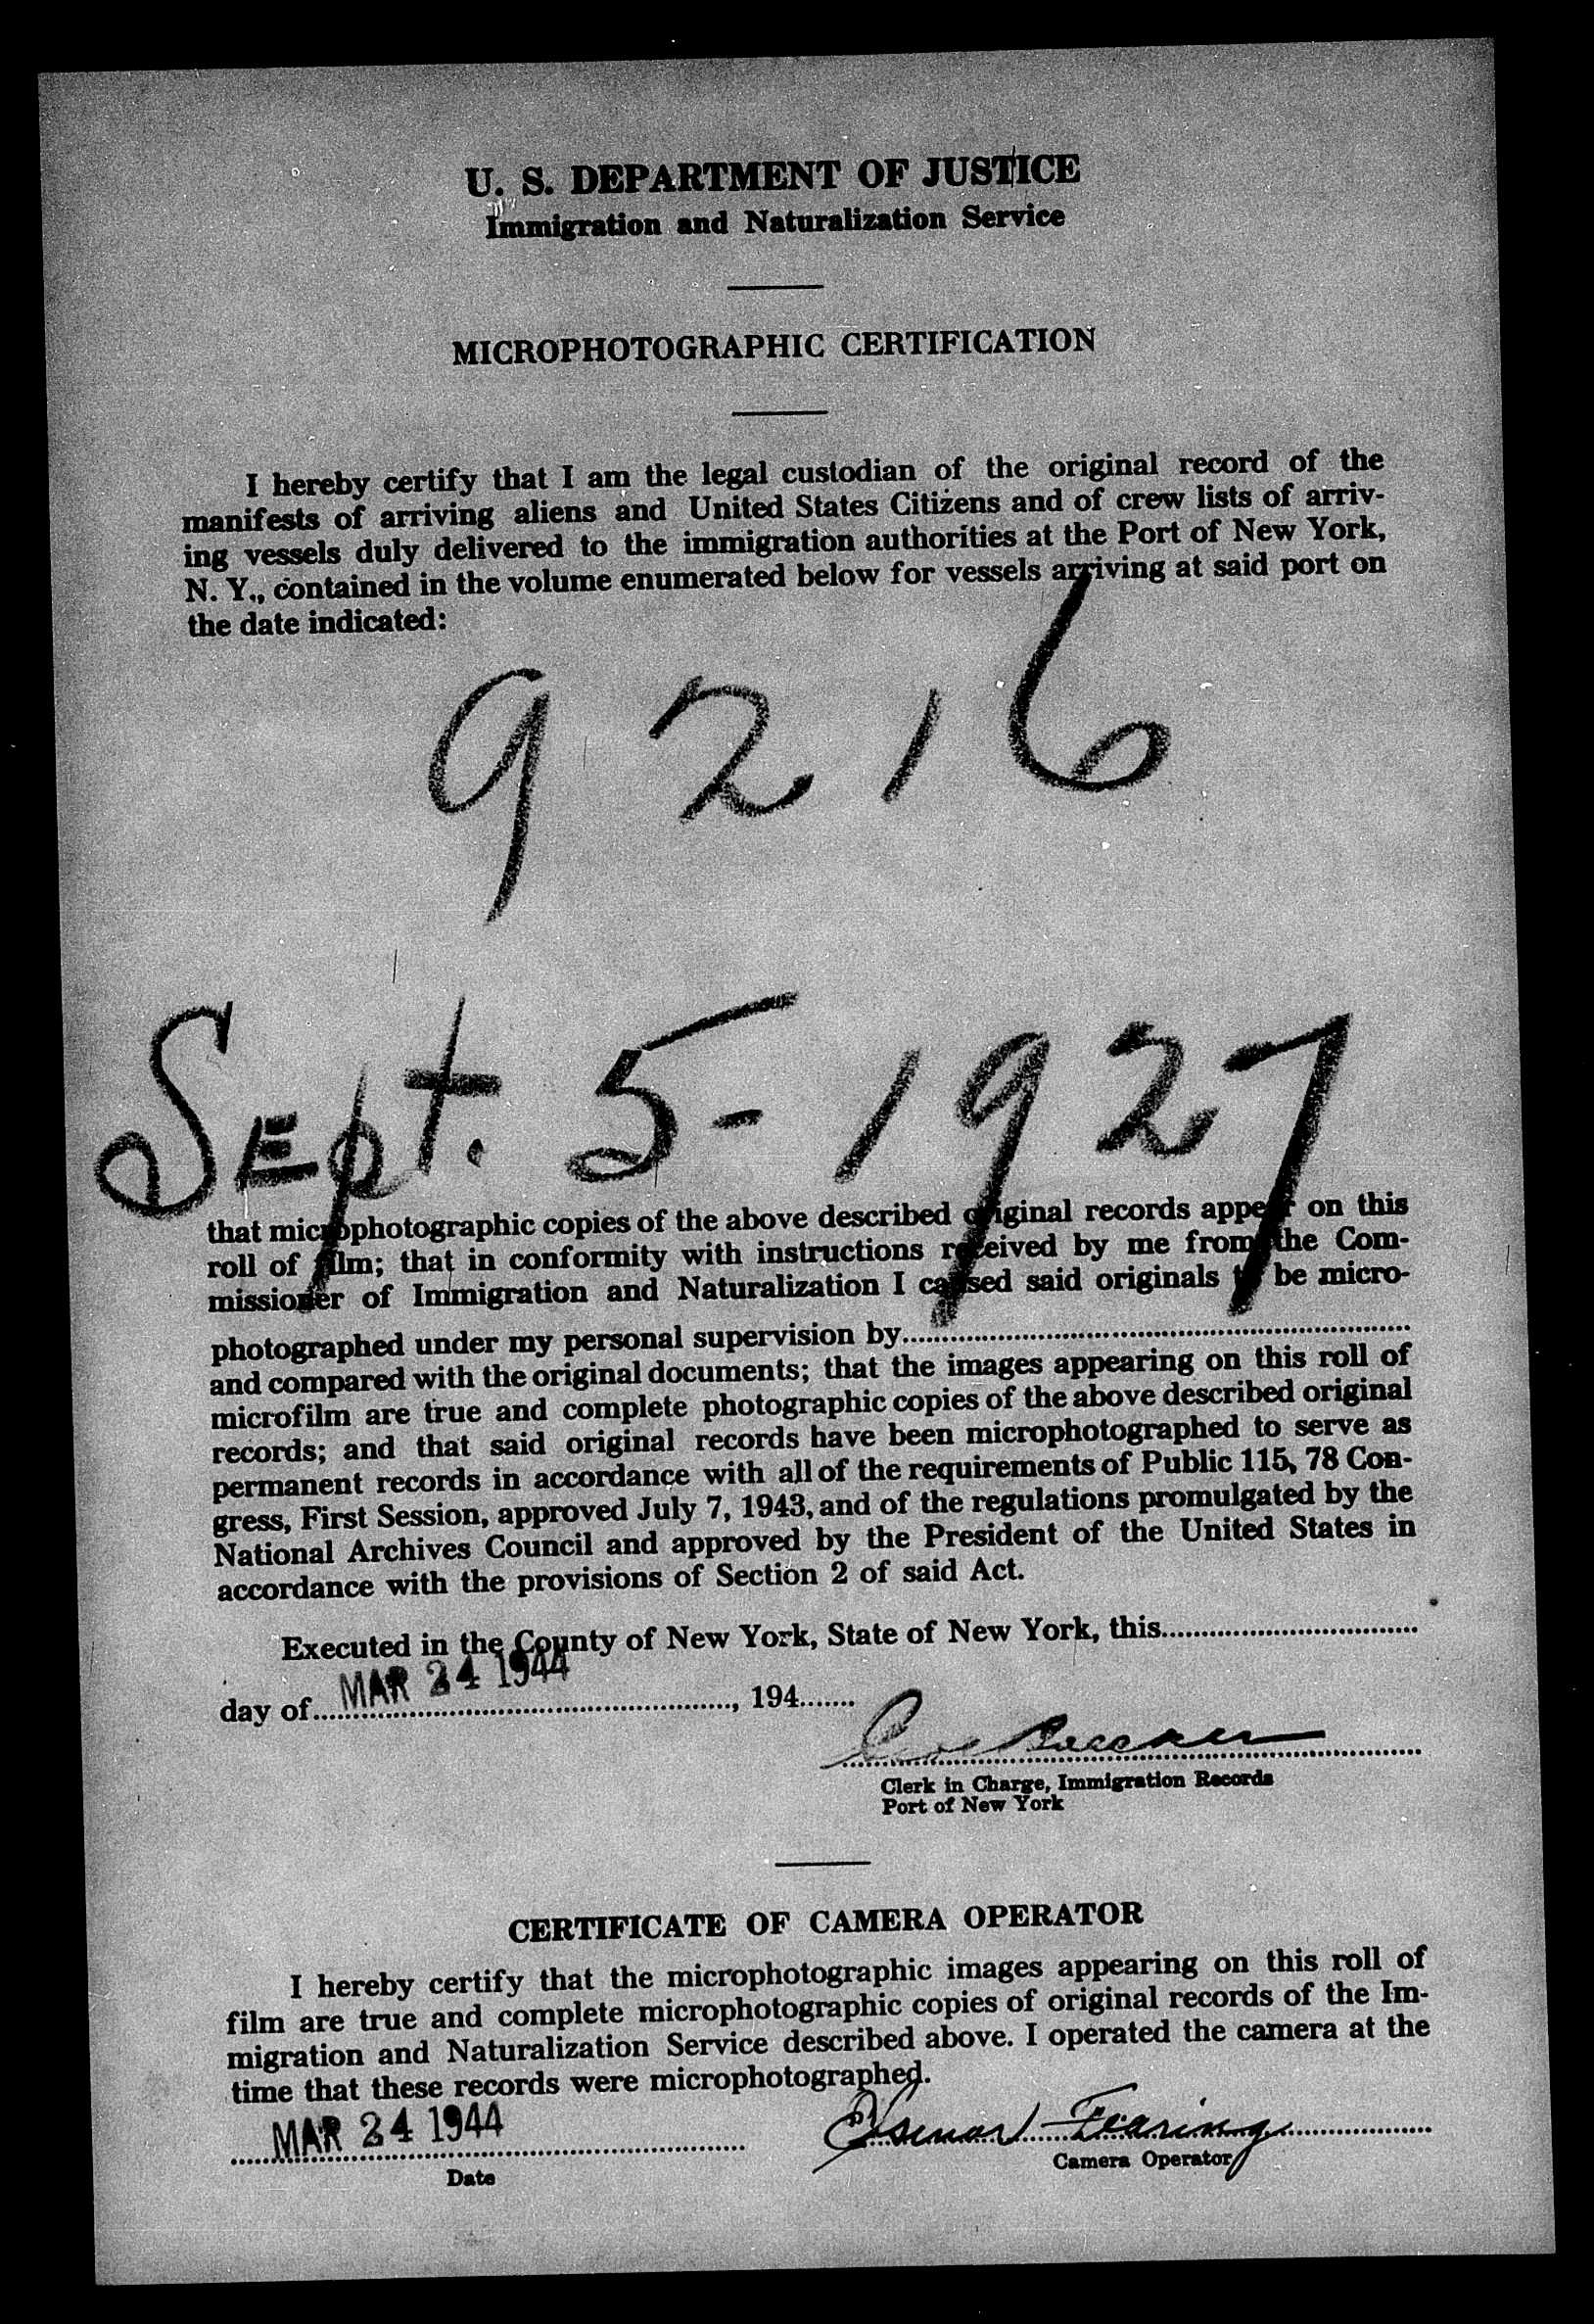 U. S. DEPARTMENT OF JUSTICE
Immigration and Naturalization Service
MICROPHOTOGRAPHIC CERTIFICATION
I hereby certify that I am the legal custodian of the original record of the
manifests of arriving aliens and United States Citizens and of crew lists of arriv-
ing vessels duly delivered to the immigration authorities at the Port of New York,
N. Y., contained in the volume enumerated below for vessels arriving at said port on
the date indicated:
9216
Sept. 5 - 1927
that microphotographic copies of the above described original records appear on this
roll of film; that in conformity with instructions received by me from the Com-
missioner of Immigration and Naturalization I caused said originals to be micro-
photographed under my personal supervision by
and compared with the original documents; that the images appearing on this roll of
microfilm are true and complete photographic copies of the above described original
records; and that said original records have been microphotographed to serve as
permanent records in accordance with all of the requirements of Public 115, 78 Con-
gress, First Session, approved July 7, 1943, and of the regulations promulgated by the
National Archives Council and approved by the President of the United States in
accordance with the provisions of Section 2 of said Act.
Executed in the County of New York, State of New York, this
day of MAR 24 1944, 194
Clerk in Charge, Immigration Records
Port of New York
CERTIFICATE OF CAMERA OPERATOR
I hereby certify that the microphotographic images appearing on this roll of
film are true and complete microphotographic copies of original records of the Im-
migration and Naturalization Service described above. I operated the camera at the
time that these records were microphotographed.
MAR 24 1944 Fearing
Date Camera Operator